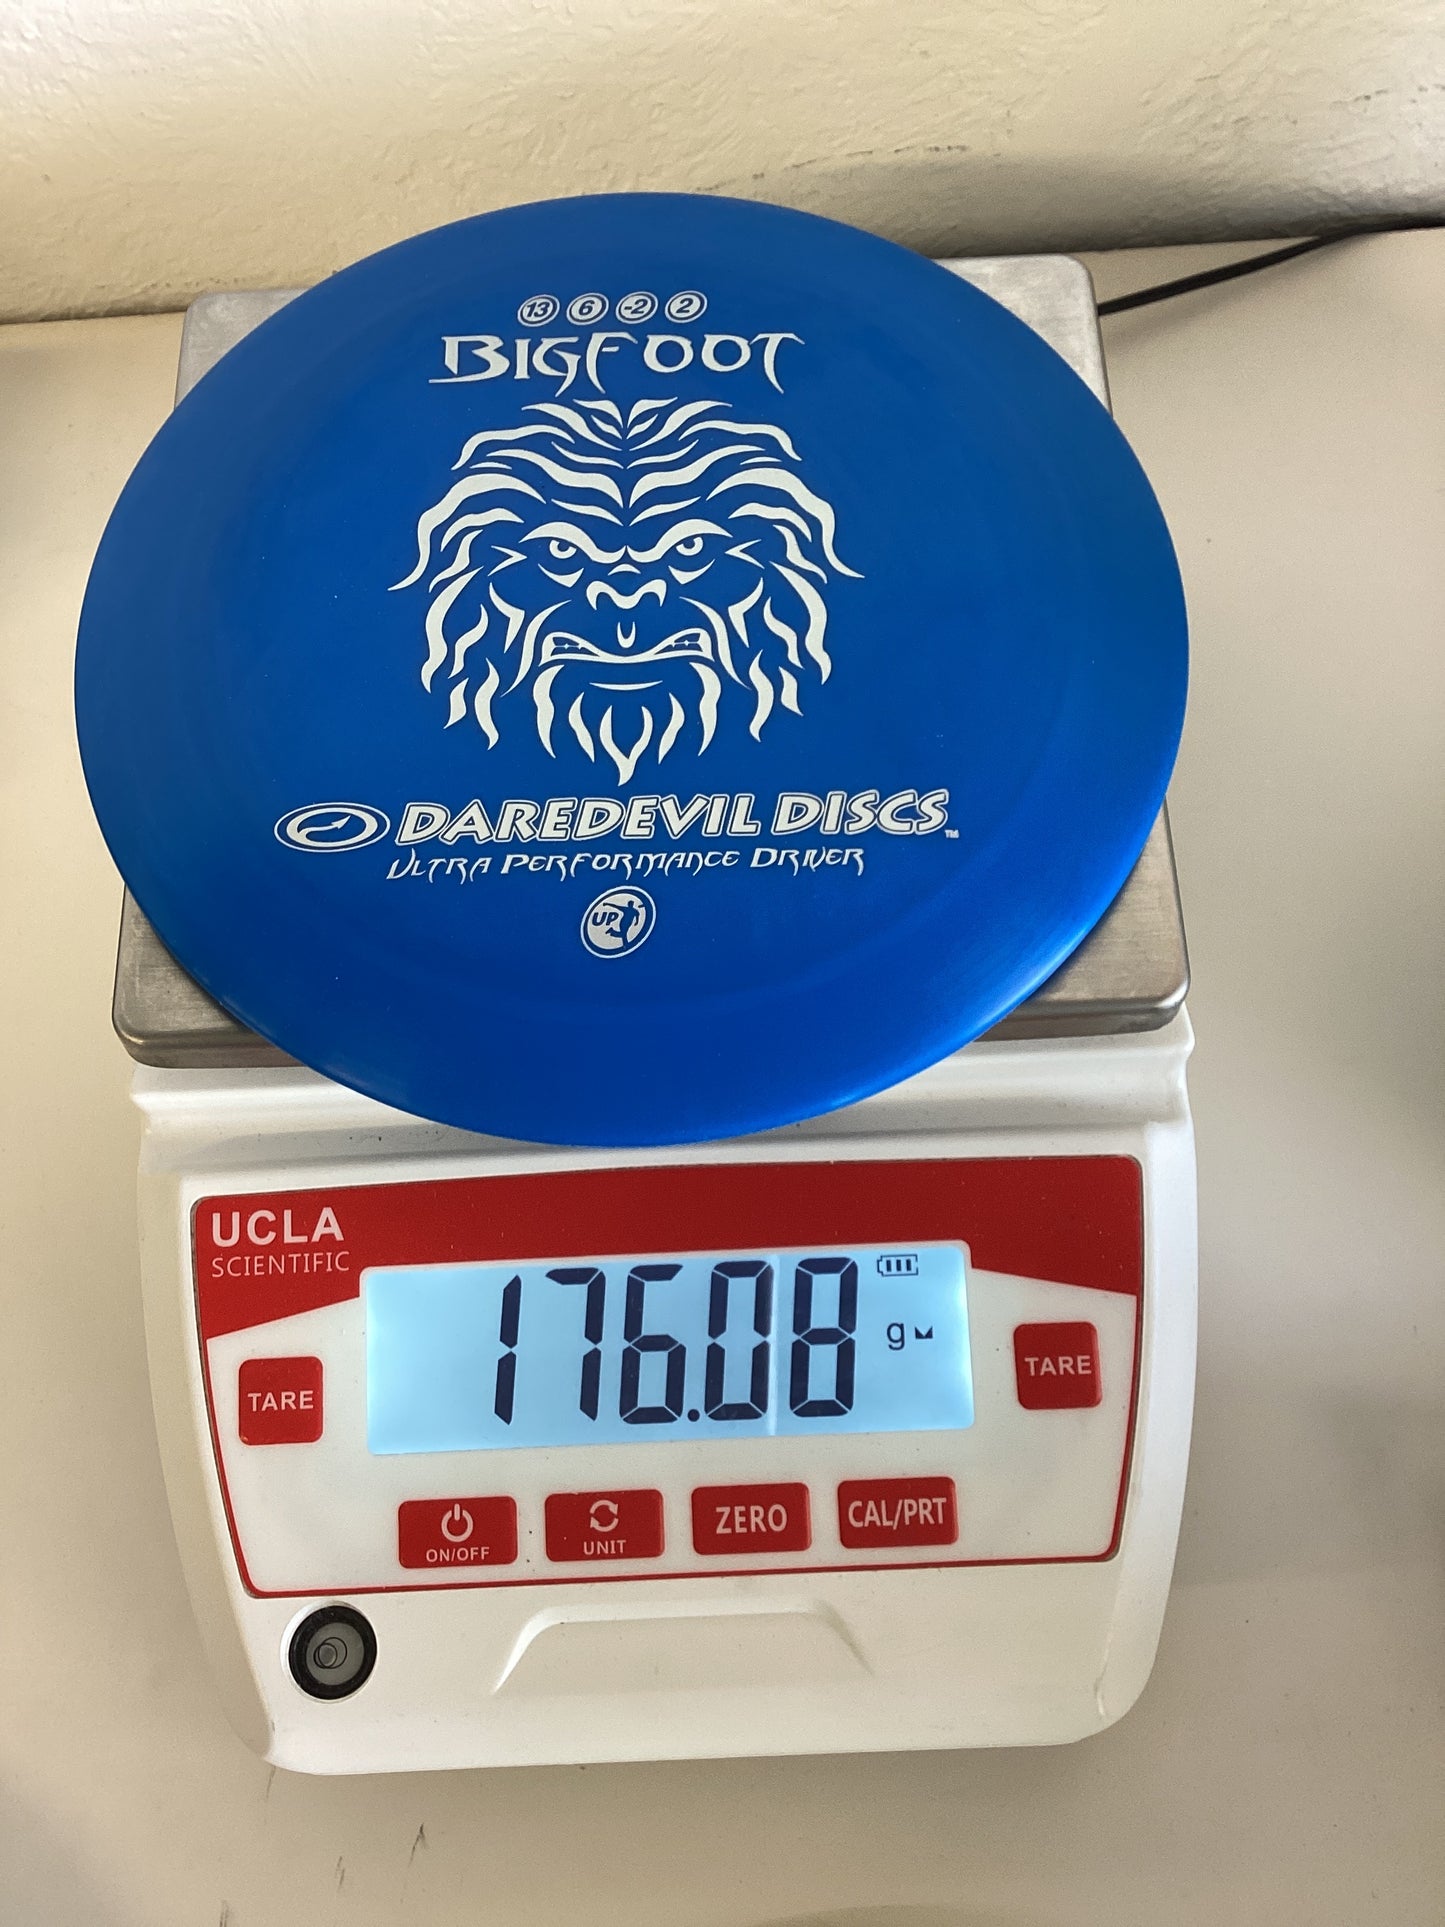 13 6 -2 2
BIGFOOT
DAREDEVIL DISCS™
ULTRA PERFORMANCE DRIVER
UP
UCLA
SCIENTIFIC
176.08 g
TARE
TARE
ON/OFF
UNIT
ZERO
CAL/PRT